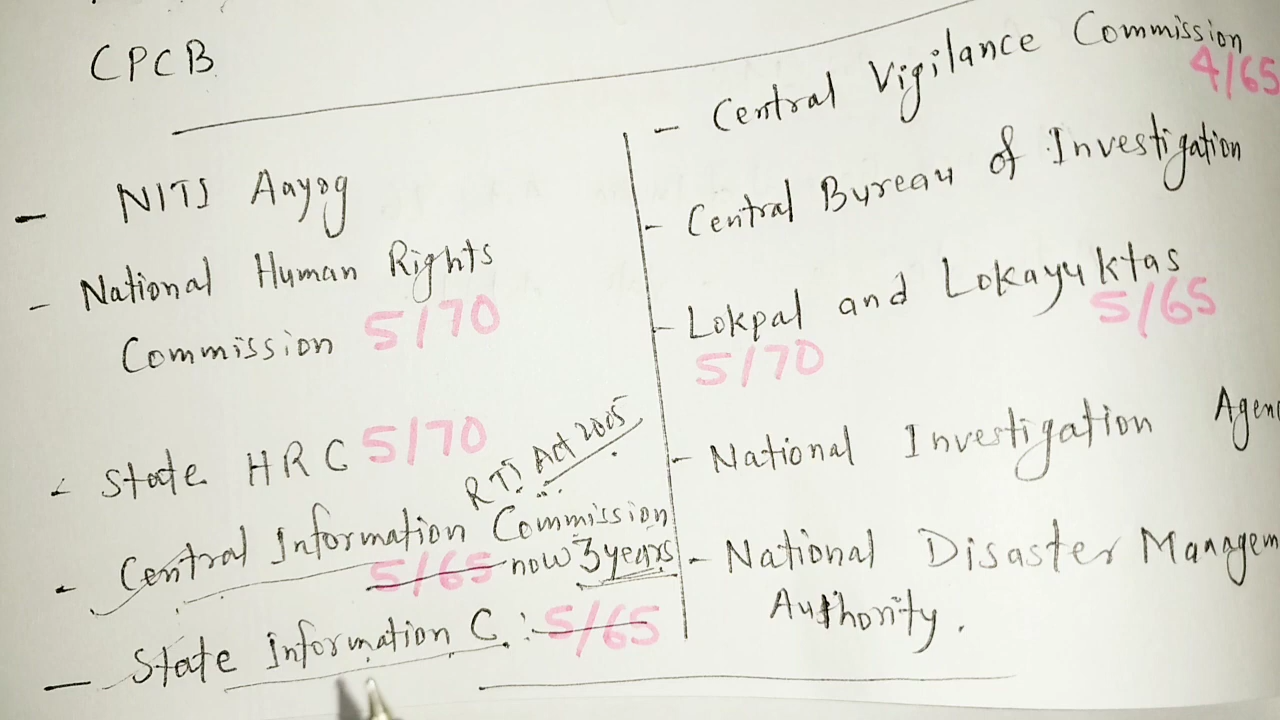 CPCB
- NITI Aayog
- National Human Rights
Commission 5/70
- State HRC 5/70
RTI Act 2005
- Central Information Commission
5/65 now 3 years
- State Information C. : 5/65
- Central Vigilance Commission
4/65
- Central Bureau of Investigation
- Lokpal and Lokayuktas
5/70 5/65
- National Investigation Agen
- National Disaster Managem
Authority.